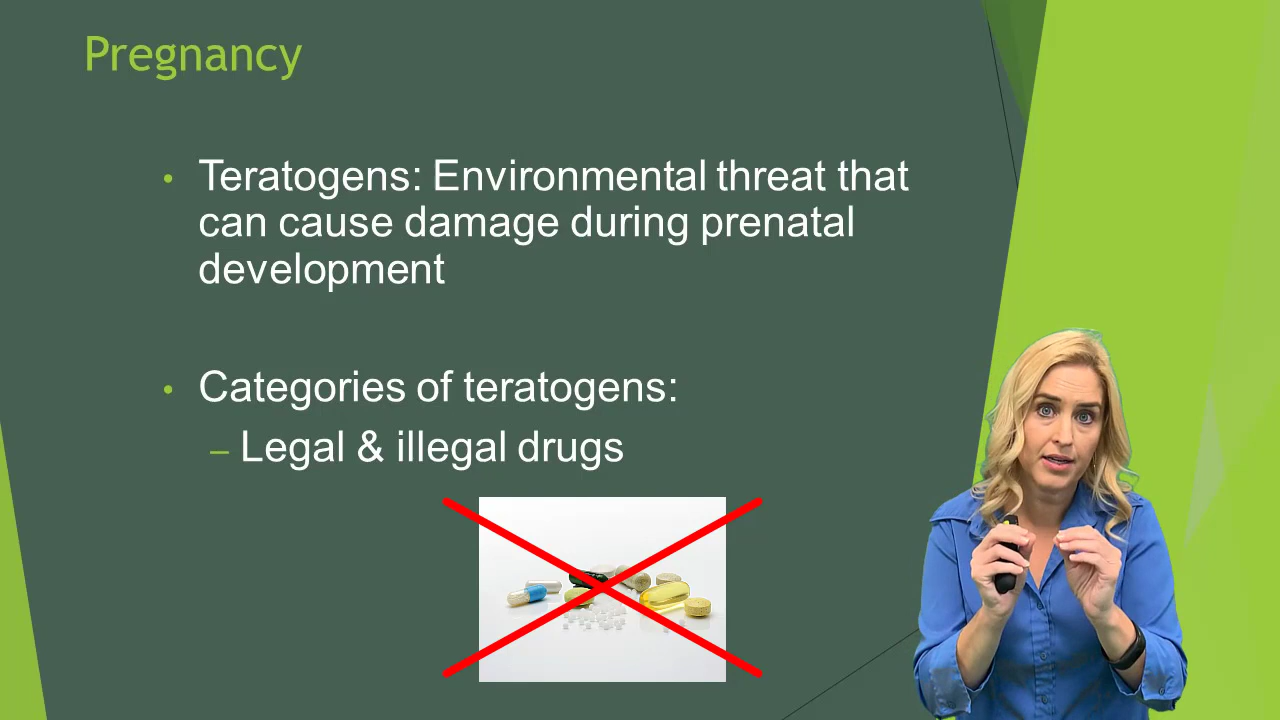 Pregnancy
• Teratogens: Environmental threat that
can cause damage during prenatal
development
• Categories of teratogens:
– Legal & illegal drugs